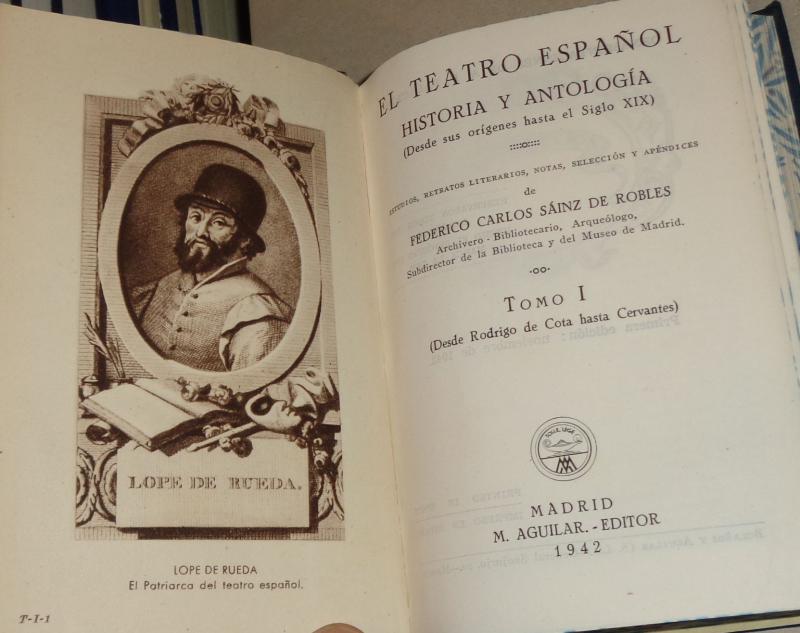 LOPE DE RUEDA.
LOPE DE RUEDA
El Patriarca del teatro español.
T-I-1
EL TEATRO ESPAÑOL
HISTORIA Y ANTOLOGÍA
(Desde sus orígenes hasta el Siglo XIX)
ESTUDIOS, RETRATOS LITERARIOS, NOTAS, SELECCIÓN Y APÉNDICES
de
FEDERICO CARLOS SÁINZ DE ROBLES
Archivero-Bibliotecario, Arqueólogo,
Subdirector de la Biblioteca y del Museo de Madrid.
TOMO I
(Desde Rodrigo de Cota hasta Cervantes)
MADRID
M. AGUILAR.-EDITOR
1942